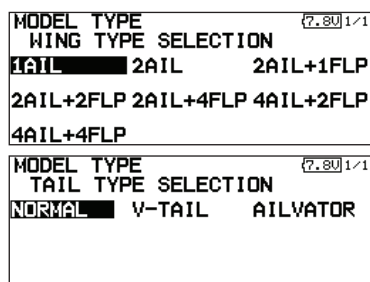 MODEL TYPE 7.8V 1/1
WING TYPE SELECTION
1AIL 2AIL 2AIL+1FLP
2AIL+2FLP 2AIL+4FLP 4AIL+2FLP
4AIL+4FLP
MODEL TYPE 7.8V 1/1
TAIL TYPE SELECTION
NORMAL V-TAIL AILVATOR